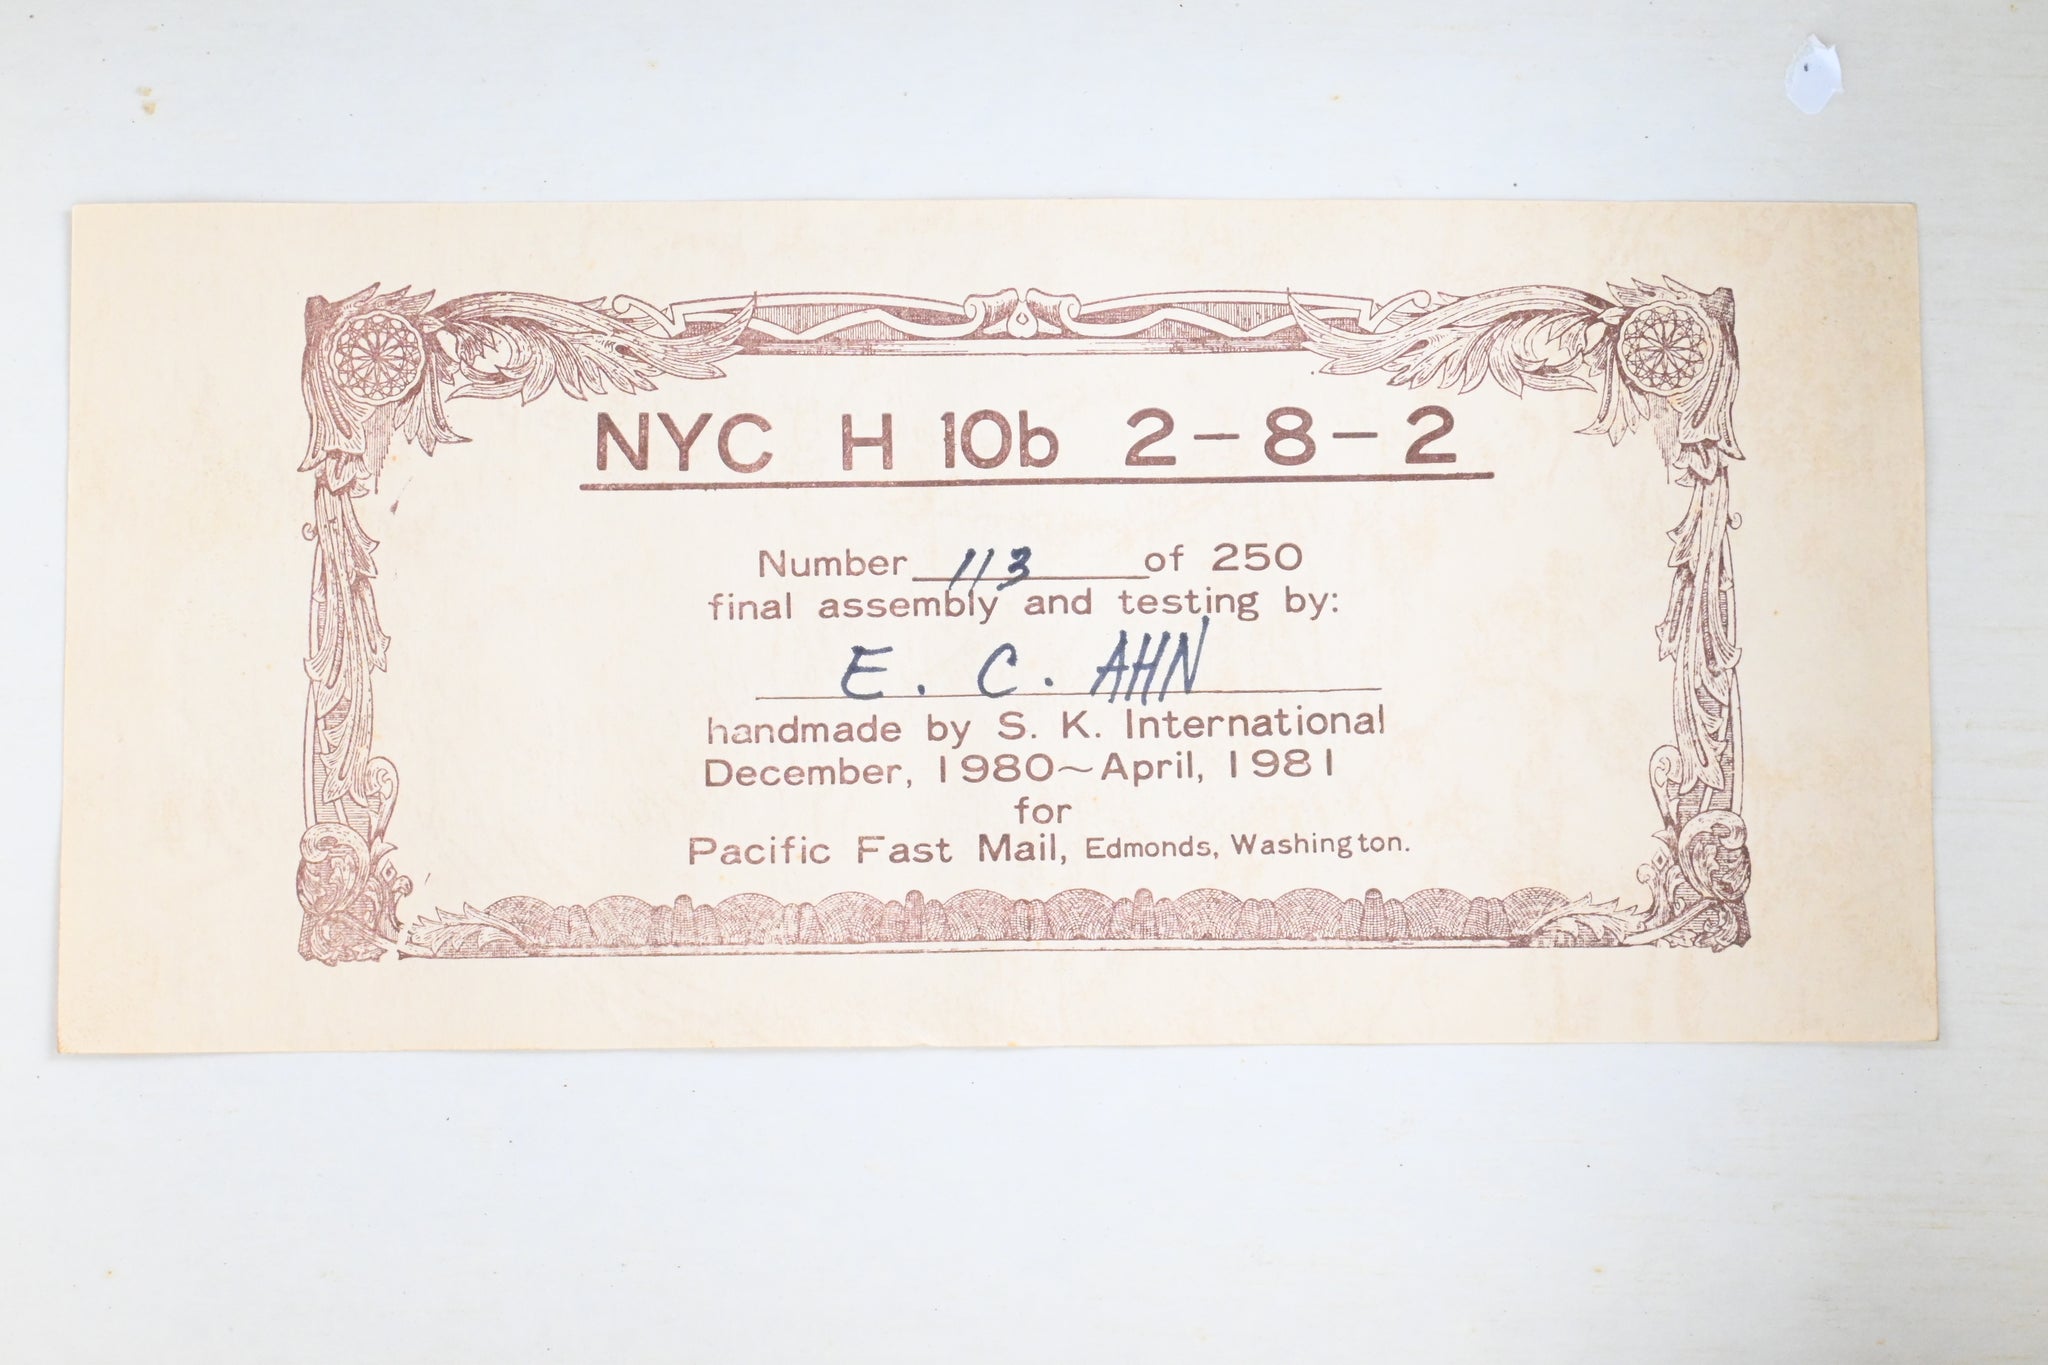 NYC H 10b 2-8-2
Number 113 of 250
final assembly and testing by:
E. C. AHN
handmade by S. K. International
December, 1980~April, 1981
for
Pacific Fast Mail, Edmonds, Washington.